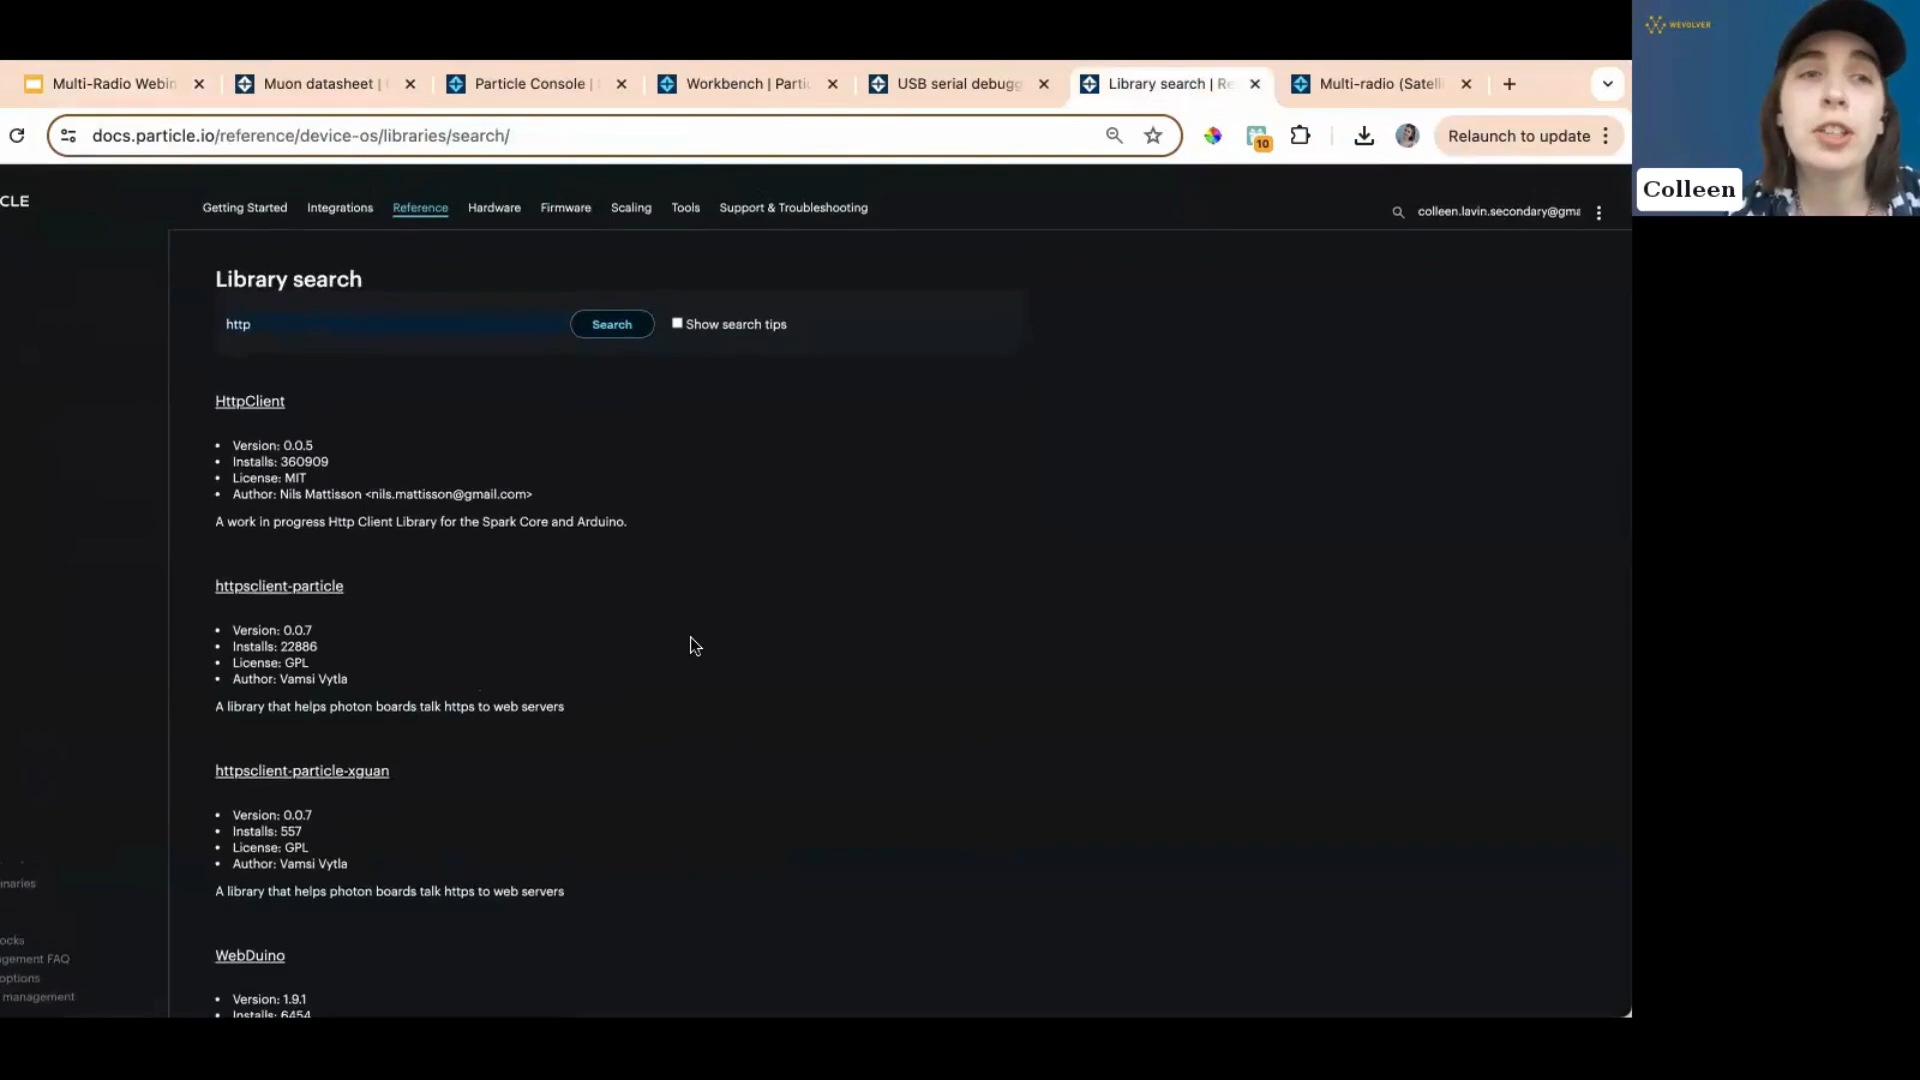 Multi-Radio Webin
Muon datasheet |
Particle Console |
Workbench | Partic
USB serial debugg
Library search | Re
Multi-radio (Satelli
docs.particle.io/reference/device-os/libraries/search/
10
Relaunch to update
WEVOLVER
Colleen
CLE
Getting Started
Integrations
Reference
Hardware
Firmware
Scaling
Tools
Support & Troubleshooting
colleen.lavin.secondary@gma
Library search
http
Search
Show search tips
HttpClient
• Version: 0.0.5
• Installs: 360909
• License: MIT
• Author: Nils Mattisson <nils.mattisson@gmail.com>
A work in progress Http Client Library for the Spark Core and Arduino.
httpsclient-particle
• Version: 0.0.7
• Installs: 22886
• License: GPL
• Author: Vamsi Vytla
A library that helps photon boards talk https to web servers
httpsclient-particle-xguan
• Version: 0.0.7
• Installs: 557
• License: GPL
• Author: Vamsi Vytla
A library that helps photon boards talk https to web servers
WebDuino
• Version: 1.9.1
• Installs: 6454
inaries
ocks
gement FAQ
options
management